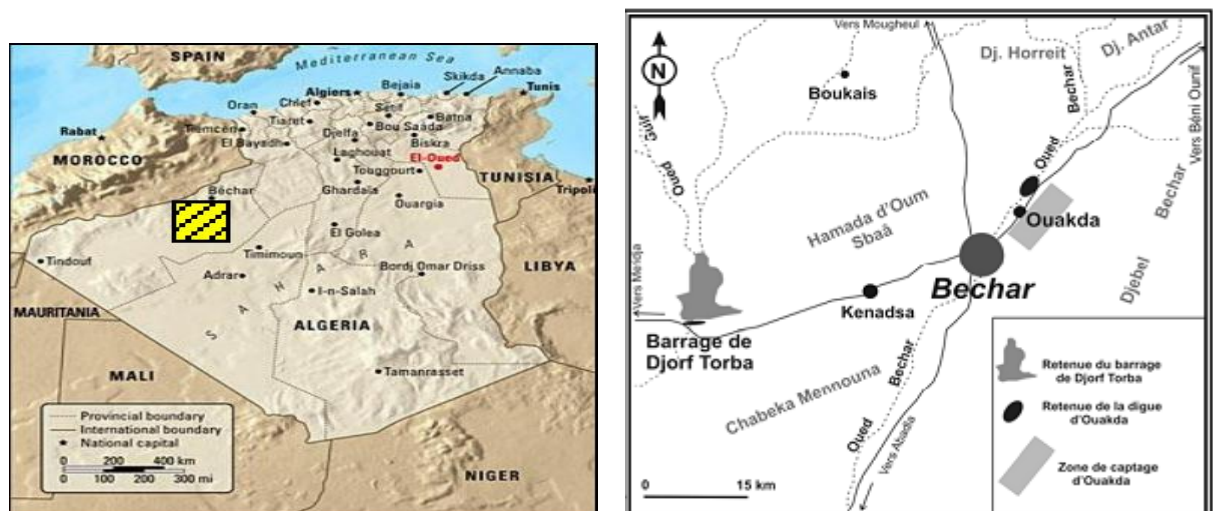 SPAIN
Mediterranean Sea
Skikda
Annaba
Algiers
Bejaia
Tunis
Oran
Chlef
Setif
Batna
Tiaret
Rabat
Tlemcen
Bou Saâda
Djelfa
El Bayadh
Biskra
MOROCCO
Laghouat
El-Oued
Touggourt
TUNISIA
Tripoli
Béchar
Ghardaïa
Ouargla
El Golea
Timimoun
Tindouf
Bordj Omar Driss
LIBYA
Adrar
SAHARA
I-n-Salah
MAURITANIA
ALGERIA
MALI
Tamanrasset
Provincial boundary
International boundary
National capital
0 200 400 km
0 100 200 300 mi
NIGER
Vers Mougheul
Dj. Antar
Dj. Horreit
N
Boukais
Bechar
Vers Béni Ounif
Guir
Oued
Oued
Ouakda
Bechar
Hamada d'Oum
Sbaâ
Djebel
Vers Meridja
Bechar
Kenadsa
Barrage de
Djorf Torba
Bechar
Chabeka Mennouna
Oued
Vers Abadla
0 15 km
Retenue du barrage
de Djorf Torba
Retenue de la digue
d'Ouakda
Zone de captage
d'Ouakda